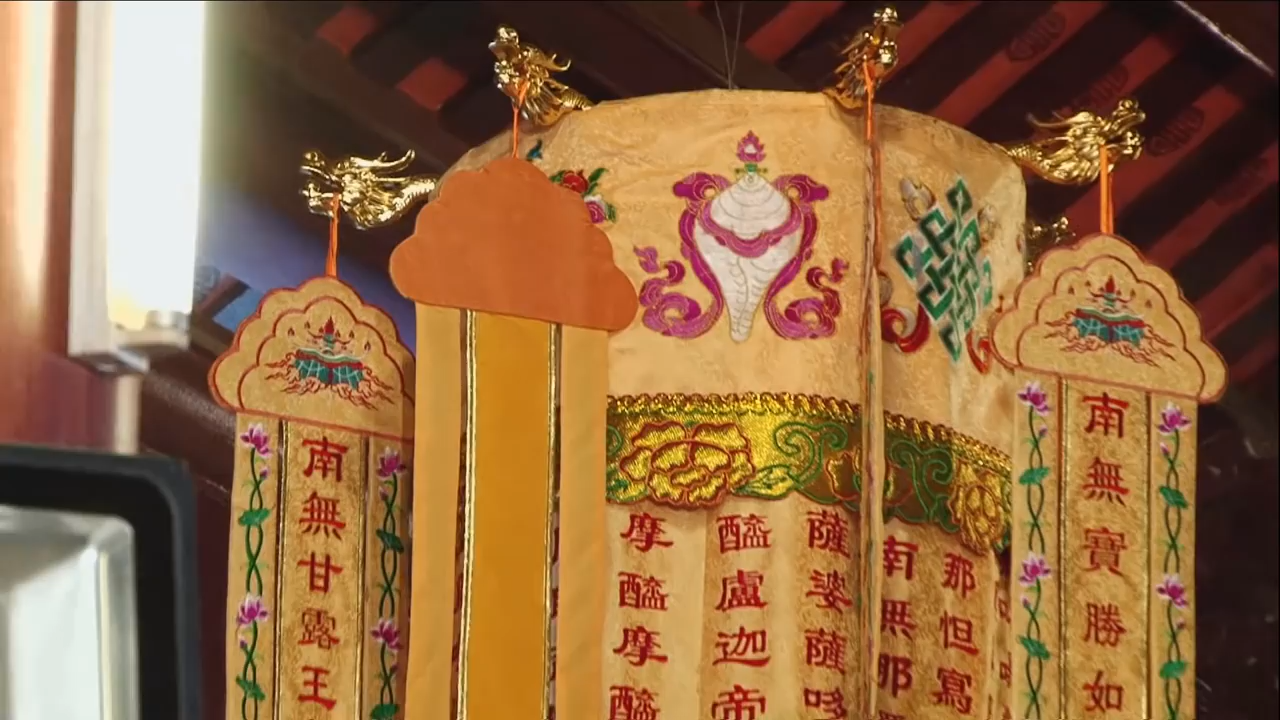 南無甘露王
摩醯摩醯
醯盧迦帝
薩婆薩哆
南無那
那怛寫
南無寶勝如